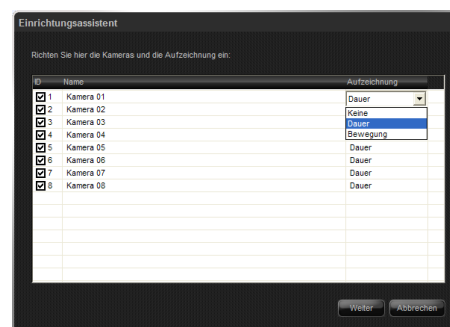 Einrichtungsassistent
Richten Sie hier die Kameras und die Aufzeichnung ein:
ID Name Aufzeichnung
1 Kamera 01 Dauer
2 Kamera 02 Keine
3 Kamera 03 Dauer
4 Kamera 04 Bewegung
5 Kamera 05 Dauer
6 Kamera 06 Dauer
7 Kamera 07 Dauer
8 Kamera 08 Dauer
Weiter Abbrechen